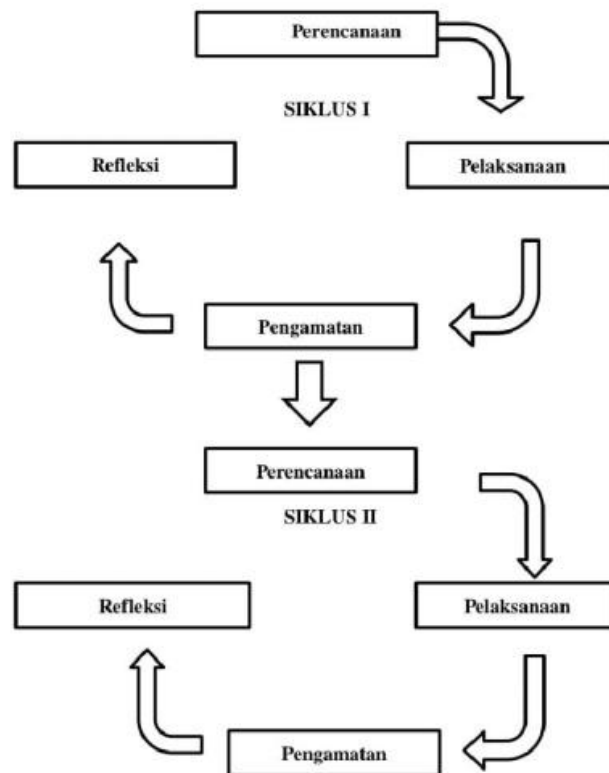 Perencanaan
SIKLUS I
Refleksi
Pelaksanaan
Pengamatan
Perencanaan
SIKLUS II
Refleksi
Pelaksanaan
Pengamatan